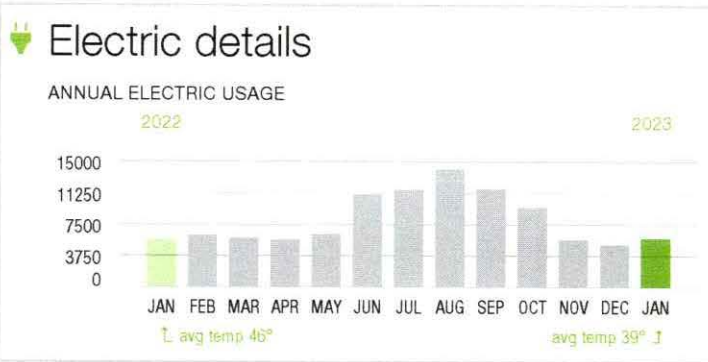 Electric details
ANNUAL ELECTRIC USAGE
2022 2023
15000
11250
7500
3750
0
JAN FEB MAR APR MAY JUN JUL AUG SEP OCT NOV DEC JAN
avg temp 46° avg temp 39°